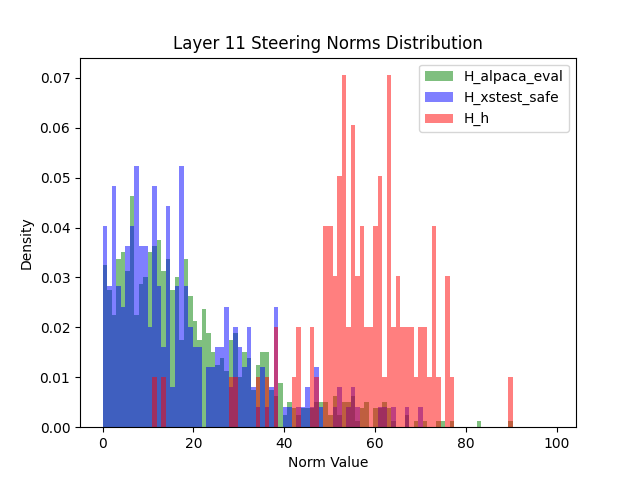 Layer 11 Steering Norms Distribution
H_alpaca_eval
H_xstest_safe
H_h
0.07
0.06
0.05
0.04
0.03
0.02
0.01
0.00
Density
0
20
40
60
80
100
Norm Value